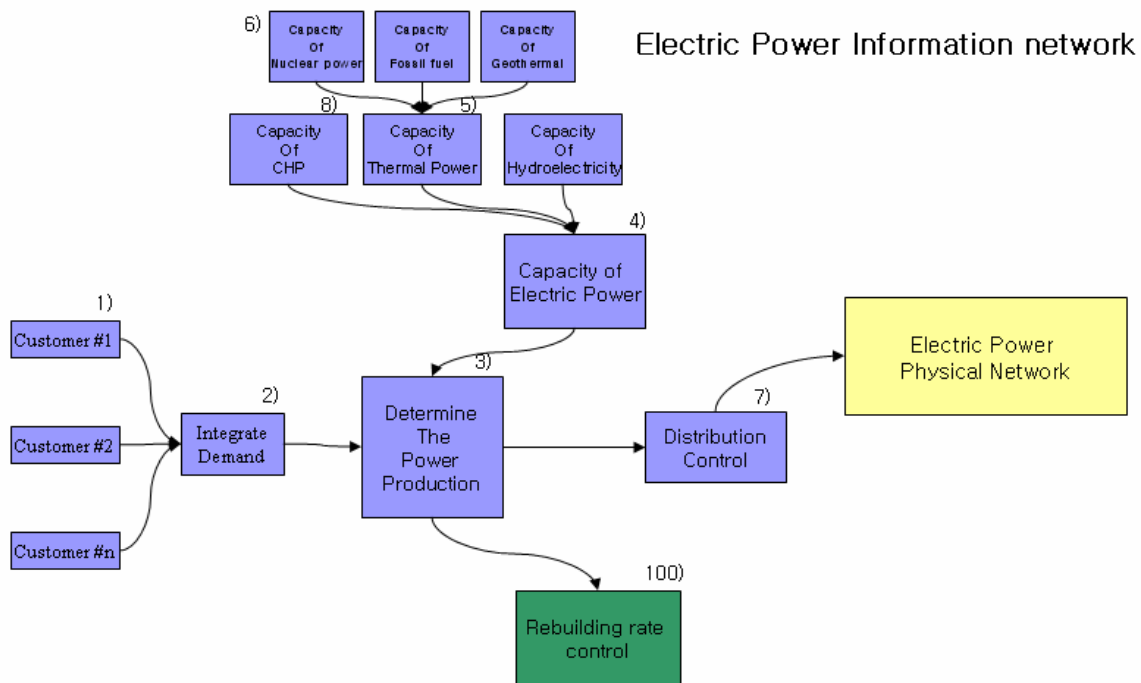 Electric Power Information network
6)
Capacity
Of
Nuclear power
Capacity
Of
Fossil fuel
Capacity
Of
Geothermal
8)
Capacity
Of
CHP
5)
Capacity
Of
Thermal Power
Capacity
Of
Hydroelectricity
4)
Capacity of
Electric Power
1)
Customer #1
Customer #2
Customer #n
2)
Integrate
Demand
3)
Determine
The
Power
Production
7)
Distribution
Control
Electric Power
Physical Network
100)
Rebuilding rate
control